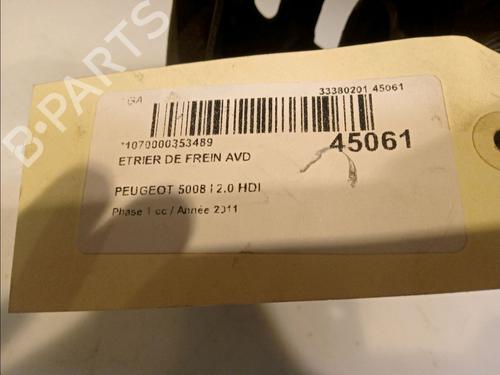 B-PARTS
GA
33380201 45061
*1070000353489
45061
ETRIER DE FREIN AVD
PEUGEOT 5008 I 2.0 HDI
Phase 1 cc / Année 2011